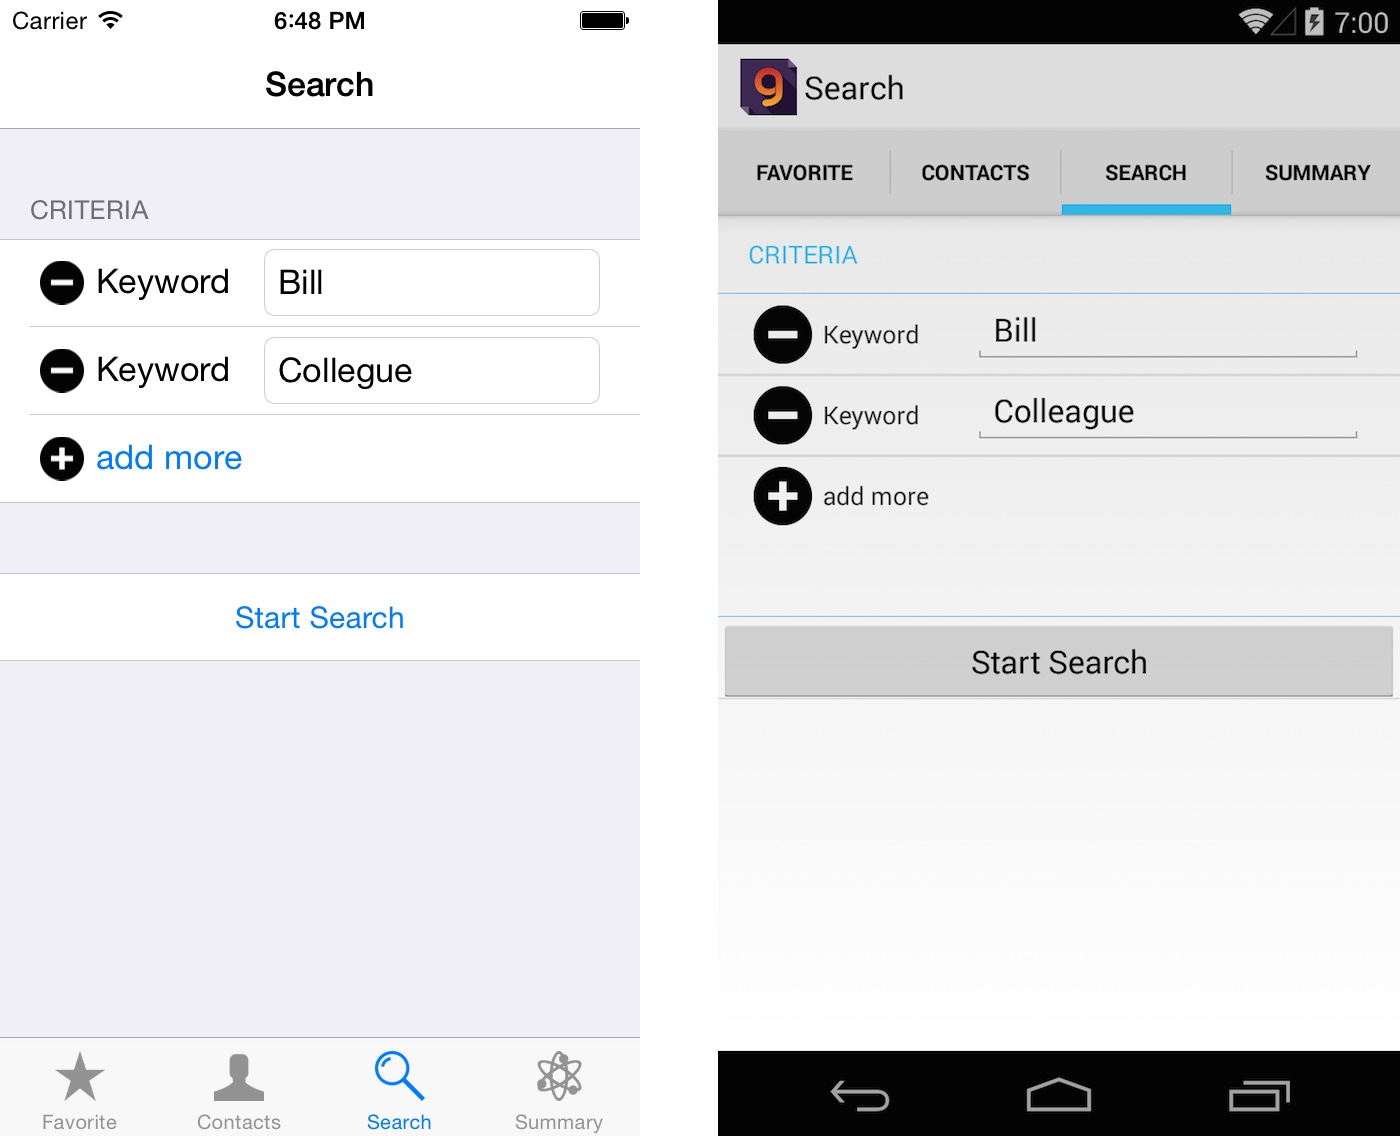 Carrier 6:48 PM
Search
CRITERIA
Keyword Bill
Keyword Collegue
add more
Start Search
Favorite Contacts Search Summary
7:00
9 Search
FAVORITE CONTACTS SEARCH SUMMARY
CRITERIA
Keyword Bill
Keyword Colleague
add more
Start Search